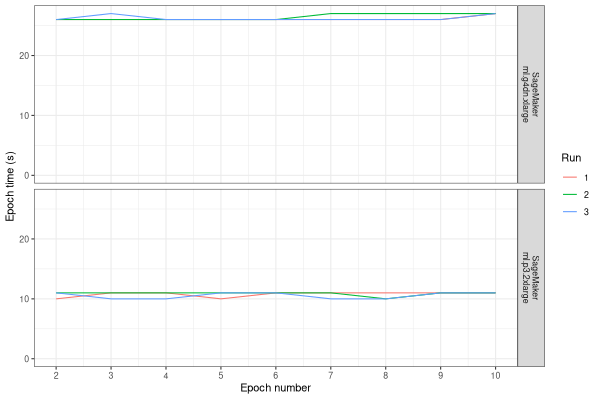 Epoch time (s)
20
10
0
SageMaker
ml.g4dn.xlarge
20
10
0
SageMaker
ml.p3.2xlarge
2 3 4 5 6 7 8 9 10
Epoch number
Run
1
2
3